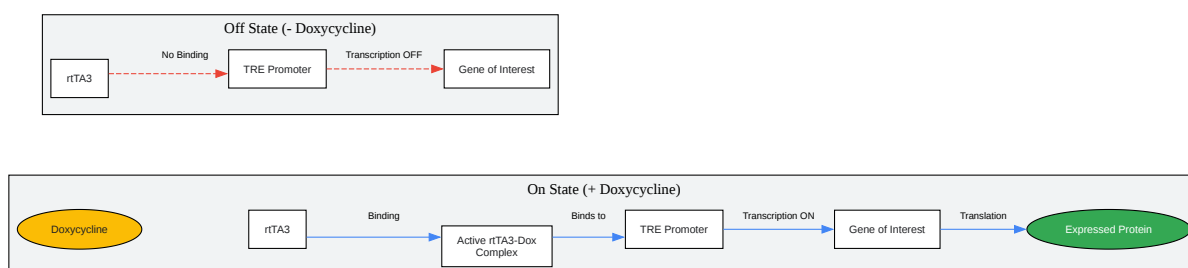 Off State (- Doxycycline)
No Binding
Transcription OFF
rtTA3
TRE Promoter
Gene of Interest
On State (+ Doxycycline)
Binding
Binds to
Transcription ON
Translation
Doxycycline
rtTA3
Active rtTA3-Dox
Complex
TRE Promoter
Gene of Interest
Expressed Protein